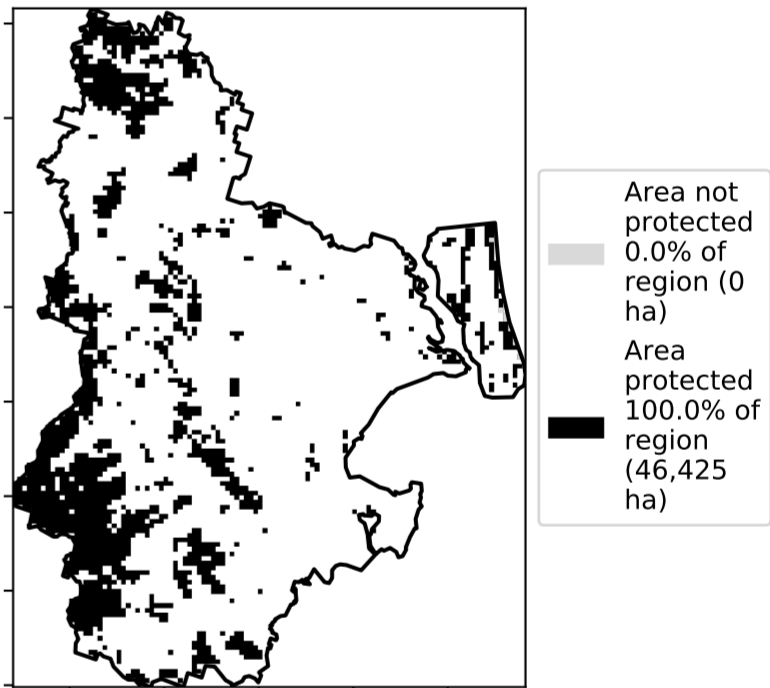 Area not
protected
0.0% of
region (0
ha)
Area
protected
100.0% of
region
(46,425
ha)